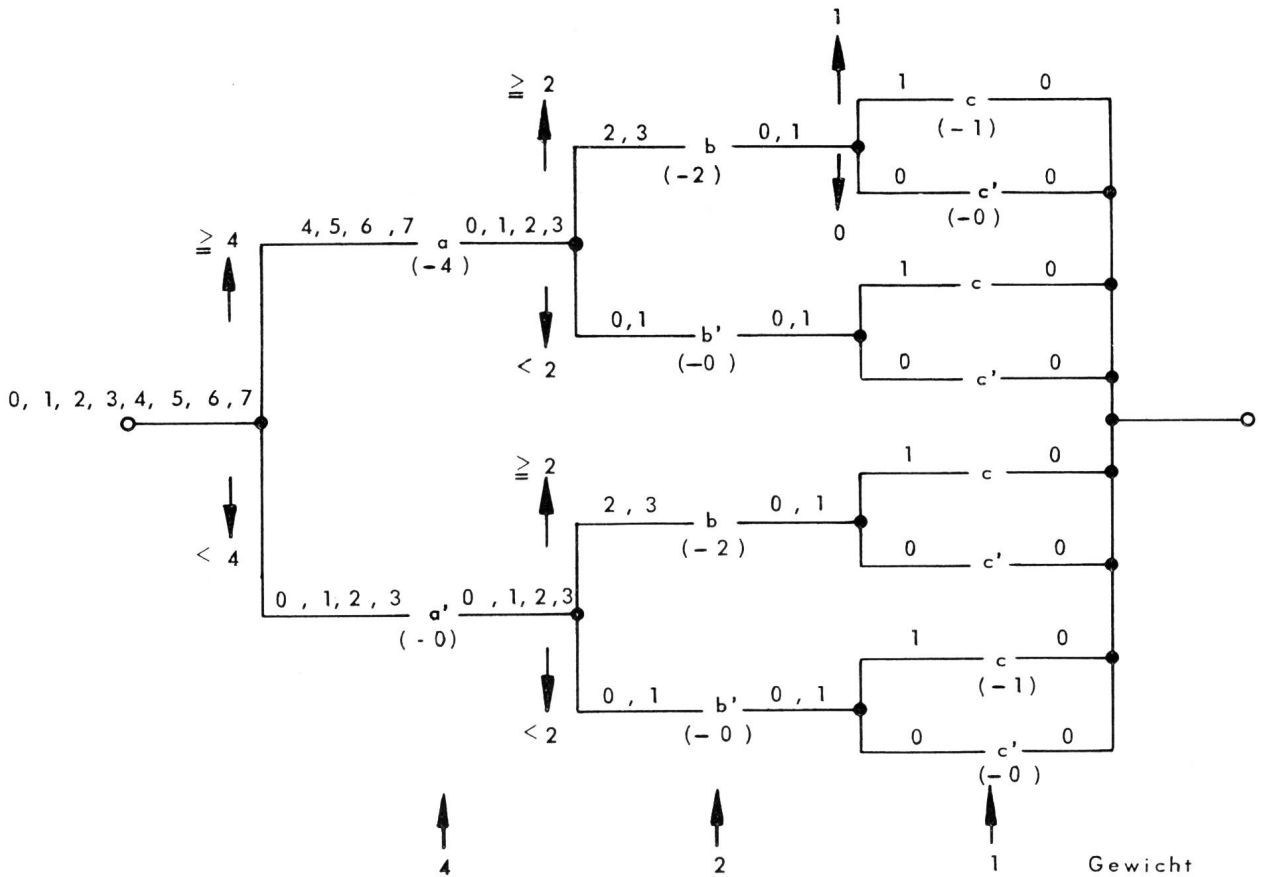 1
≧ 2
1 c 0
(-1)
2, 3 b 0, 1
(-2)
0 c' 0
(-0)
0
≧ 4
4, 5, 6, 7 a 0, 1, 2, 3
(-4)
1 c 0
0, 1 b' 0, 1
(-0)
< 2
0 c' 0
0, 1, 2, 3, 4, 5, 6, 7
≧ 2
1 c 0
2, 3 b 0, 1
(-2)
0 c' 0
< 4
0, 1, 2, 3 a' 0, 1, 2, 3
(-0)
1 c 0
(-1)
0, 1 b' 0, 1
(-0)
< 2
0 c' 0
(-0)
4 2 1 Gewicht